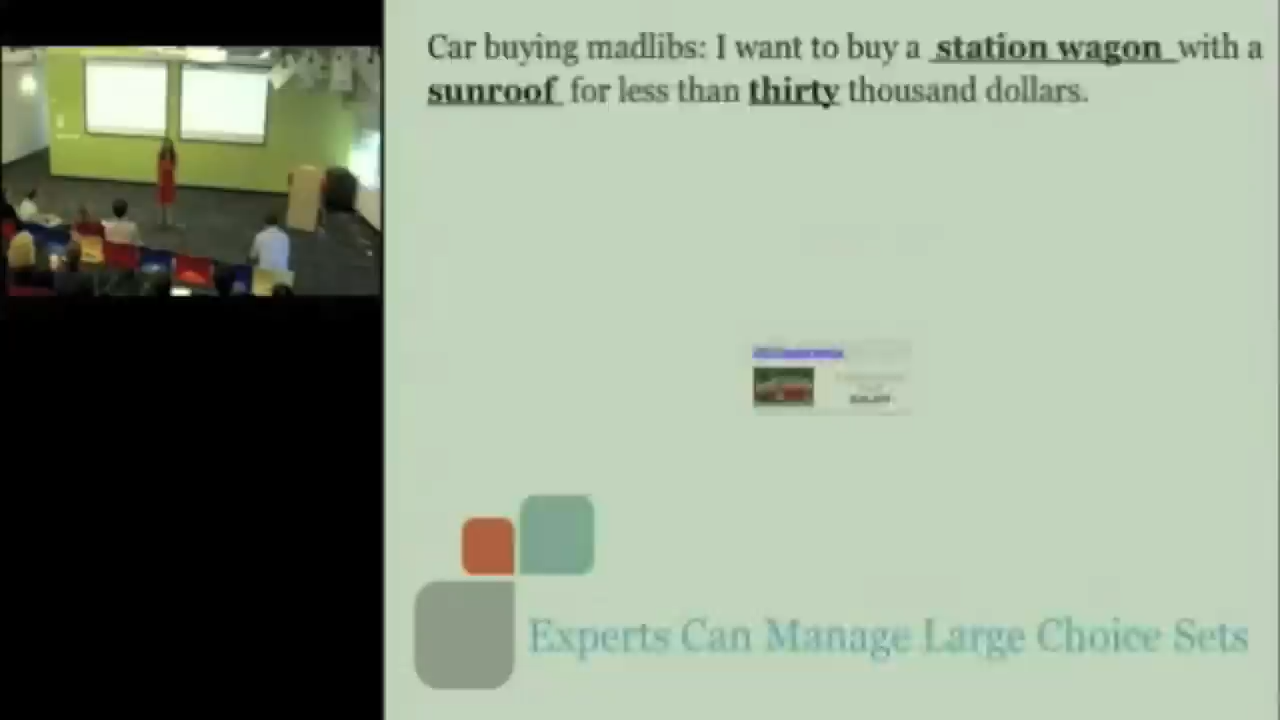 Car buying madlibs: I want to buy a station wagon with a
sunroof for less than thirty thousand dollars.
Experts Can Manage Large Choice Sets